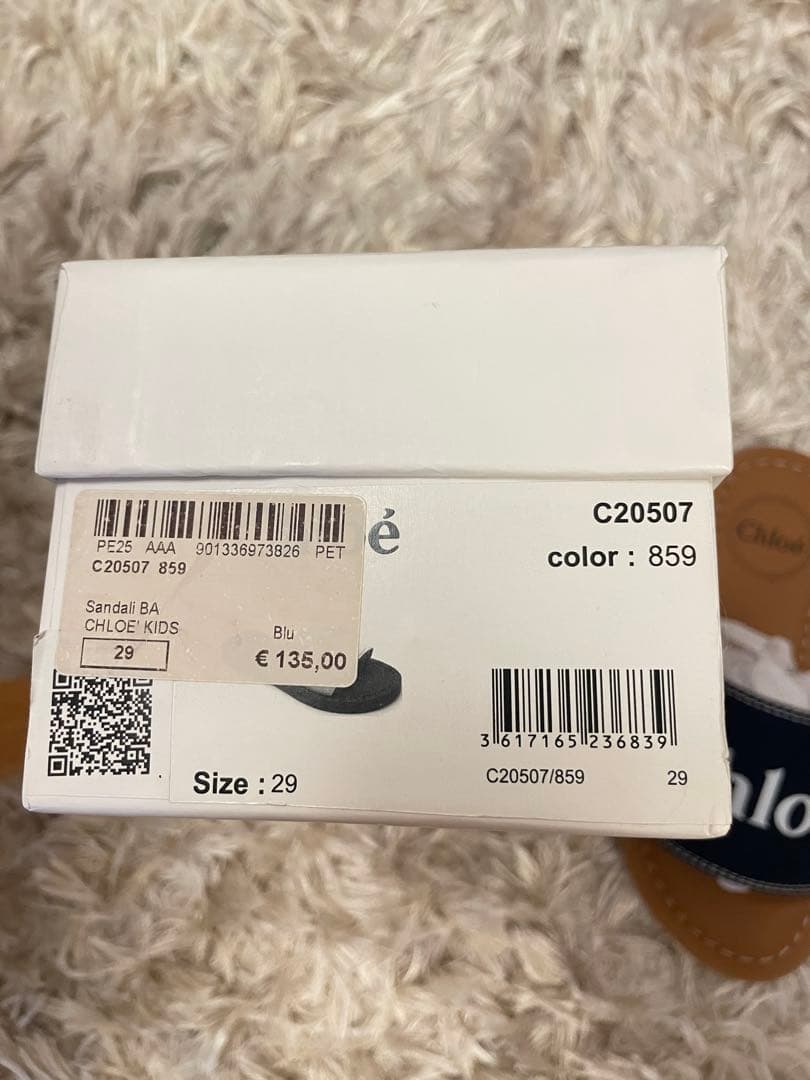 PE25 AAA 901336973826 PET
C20507 859
Sandali BA
CHLOE' KIDS
Blu
29
€ 135,00
é
C20507
color : 859
3 617165 236839
C20507/859 29
Size : 29
Chloé
hlo